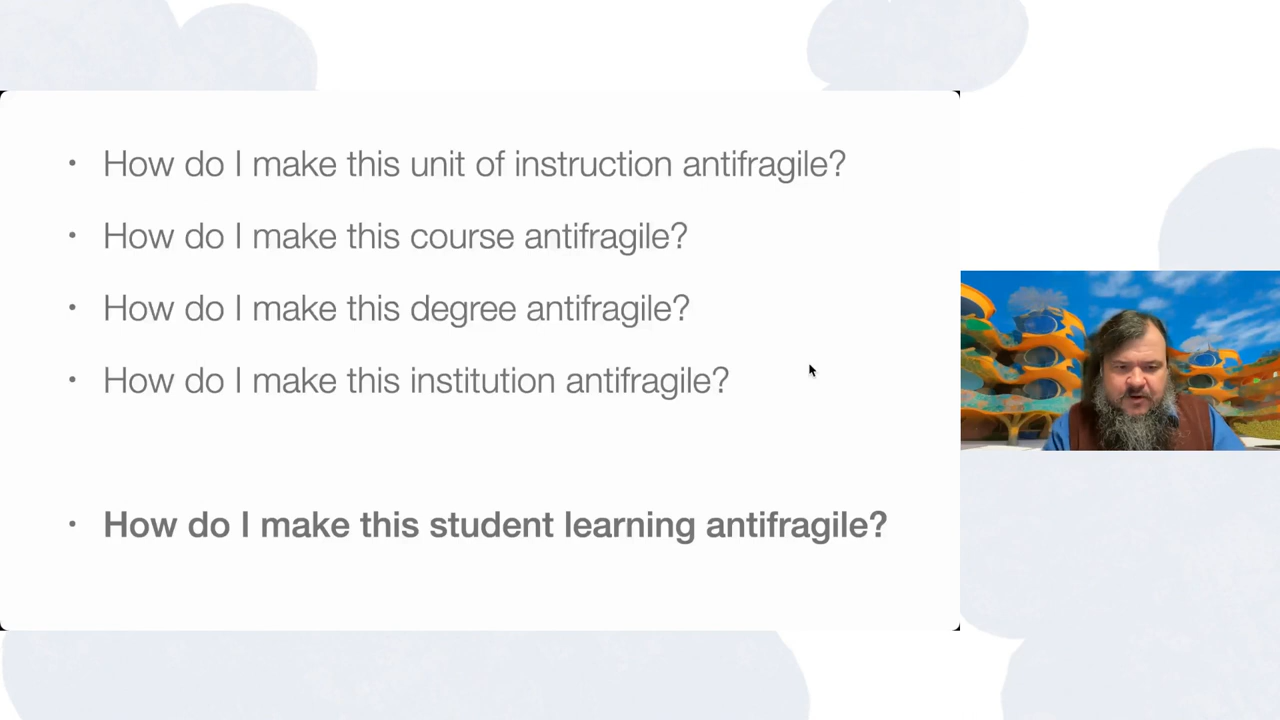 • How do I make this unit of instruction antifragile?
• How do I make this course antifragile?
• How do I make this degree antifragile?
• How do I make this institution antifragile?
• How do I make this student learning antifragile?